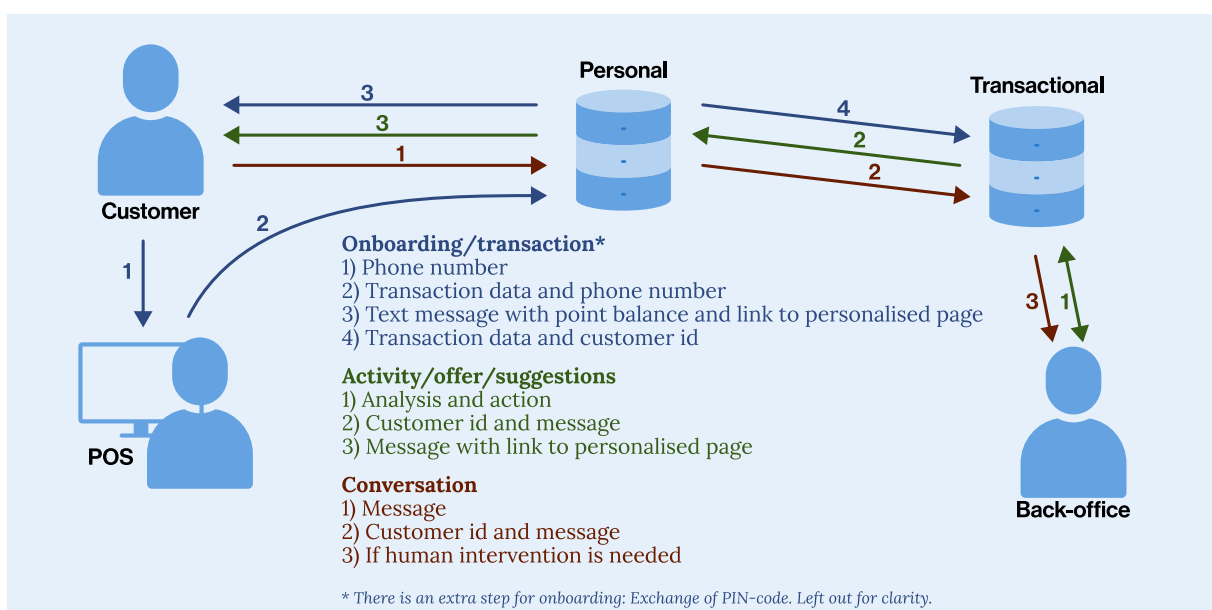 Personal
Transactional
3
3
1
4
2
2
Customer
2
1
3
1
Onboarding/transaction*
1) Phone number
2) Transaction data and phone number
3) Text message with point balance and link to personalised page
4) Transaction data and customer id
Activity/offer/suggestions
1) Analysis and action
2) Customer id and message
3) Message with link to personalised page
POS
Conversation
1) Message
2) Customer id and message
3) If human intervention is needed
Back-office
* There is an extra step for onboarding: Exchange of PIN-code. Left out for clarity.